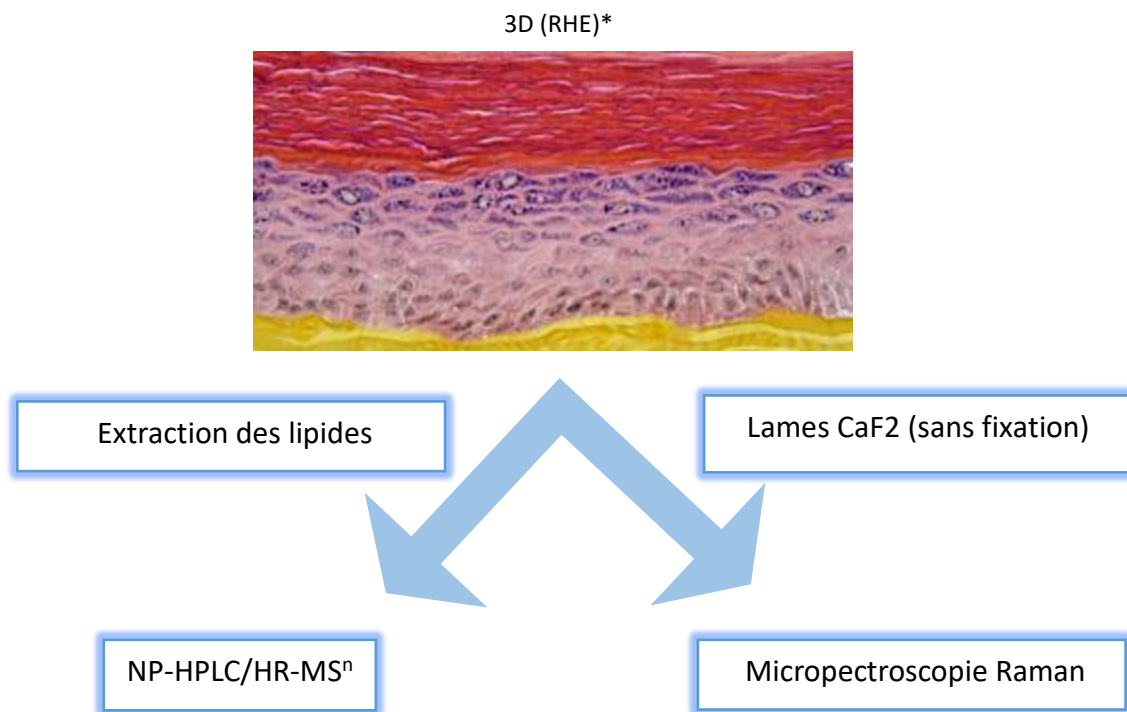 3D (RHE)*
Extraction des lipides
Lames CaF2 (sans fixation)
NP-HPLC/HR-MSⁿ
Micropectroscopie Raman